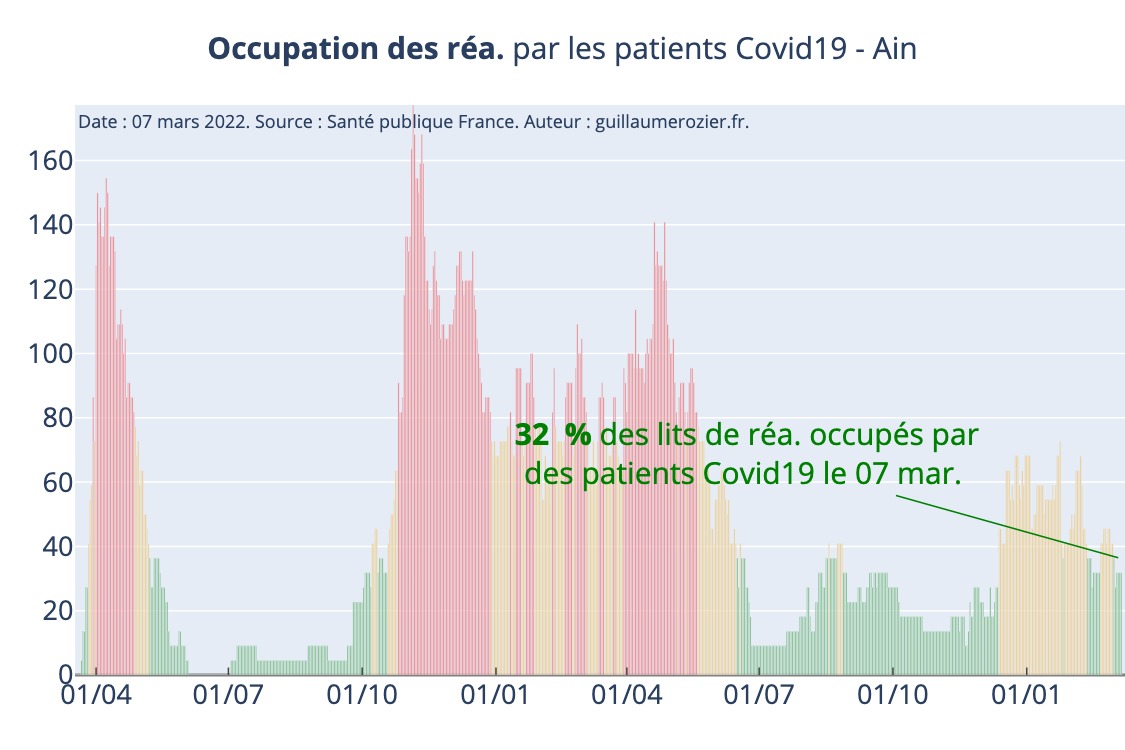 Occupation des réa. par les patients Covid19 - Ain
Date : 07 mars 2022. Source : Santé publique France. Auteur : guillaumerozier.fr.
160
140
120
100
80
32 % des lits de réa. occupés par
des patients Covid19 le 07 mar.
60
40
20
0
01/04 01/07 01/10 01/01 01/04 01/07 01/10 01/01